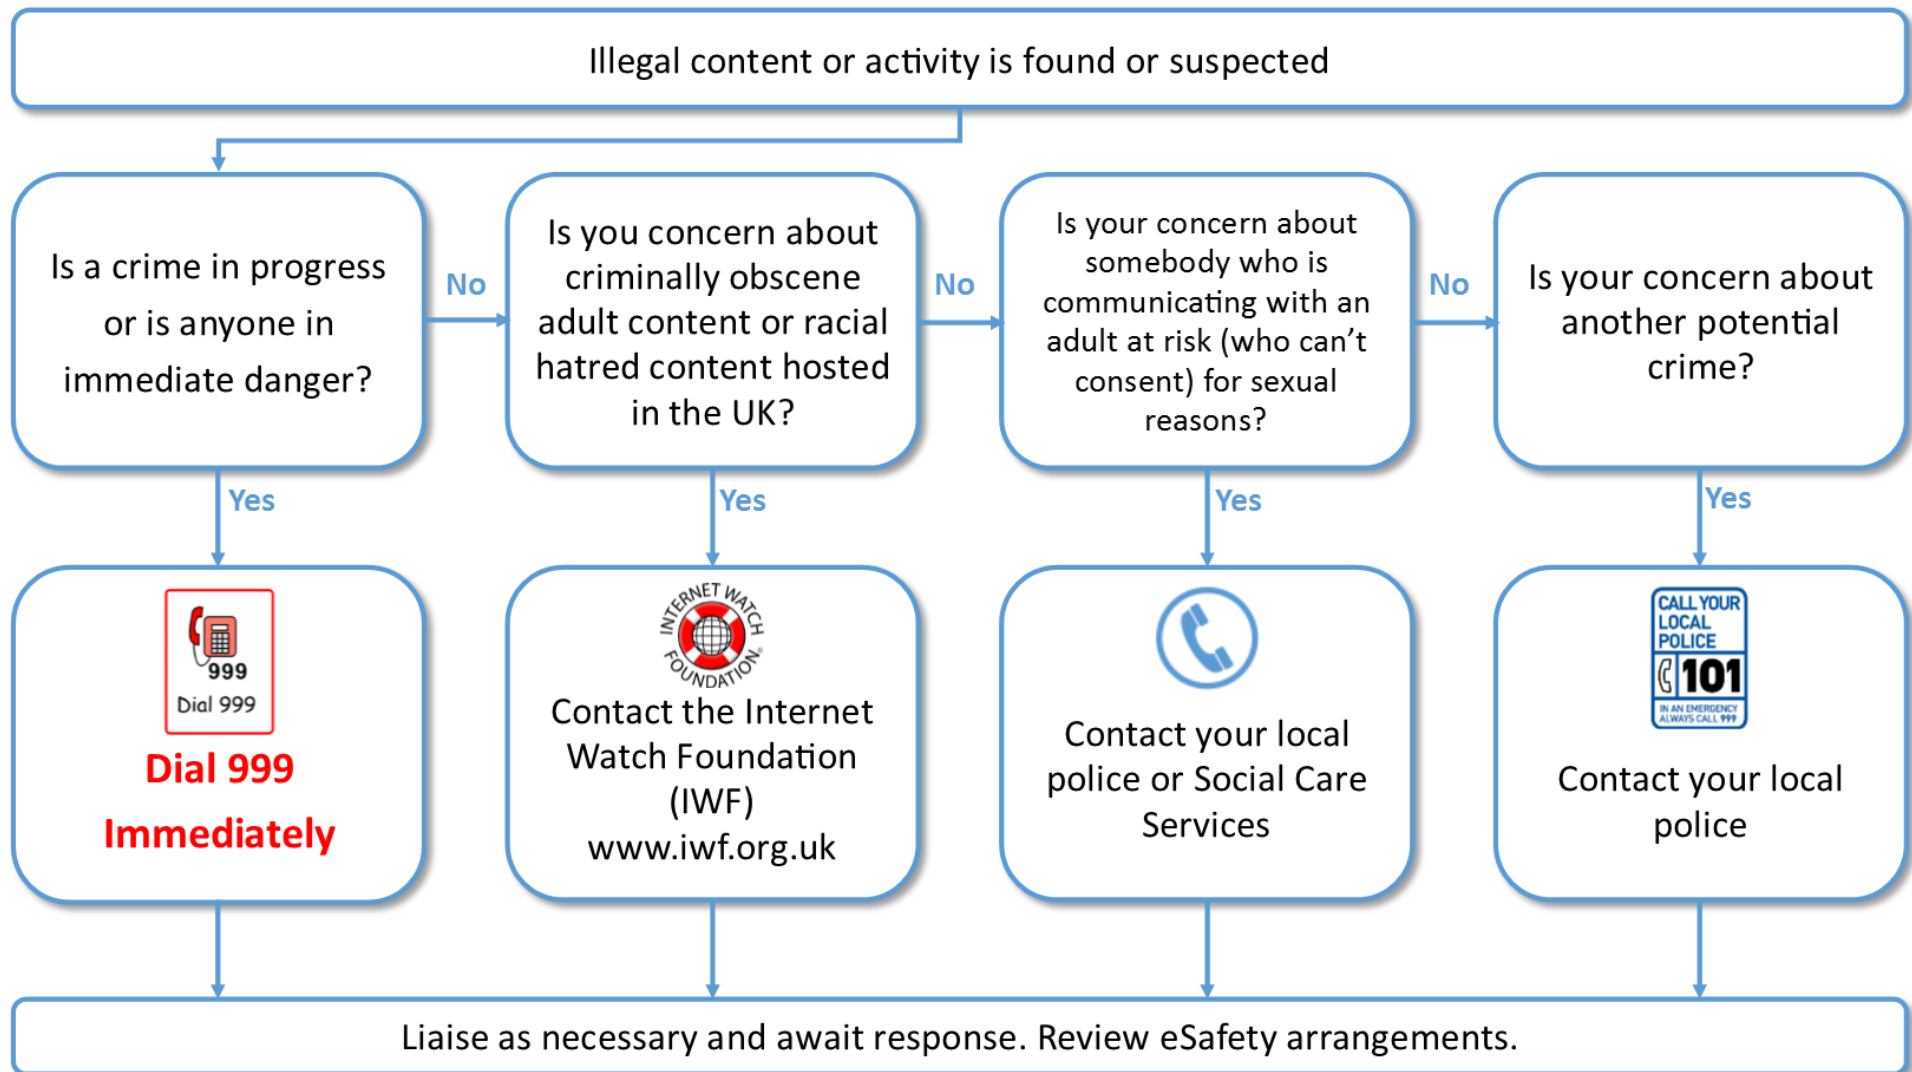 Illegal content or activity is found or suspected
Is a crime in progress
or is anyone in
immediate danger?
No
Is you concern about
criminally obscene
adult content or racial
hatred content hosted
in the UK?
No
Is your concern about
somebody who is
communicating with an
adult at risk (who can't
consent) for sexual
reasons?
No
Is your concern about
another potential
crime?
Yes
Yes
Yes
Yes
999
Dial 999
Dial 999
Immediately
INTERNET WATCH
FOUNDATION®
Contact the Internet
Watch Foundation
(IWF)
www.iwf.org.uk
Contact your local
police or Social Care
Services
CALL YOUR
LOCAL
POLICE
101
IN AN EMERGENCY
ALWAYS CALL 999
Contact your local
police
Liaise as necessary and await response. Review eSafety arrangements.